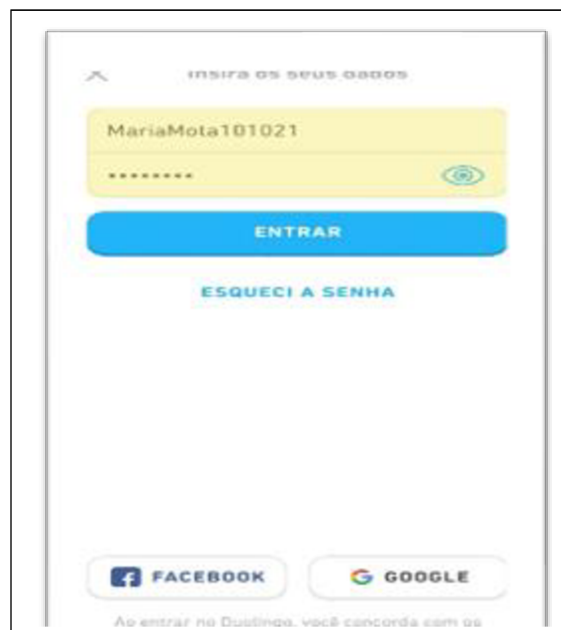 Insira os seus dados
MariaMota101021
••••••••
ENTRAR
ESQUECI A SENHA
FACEBOOK GOOGLE
Ao entrar no Duolingo, você concorda com os